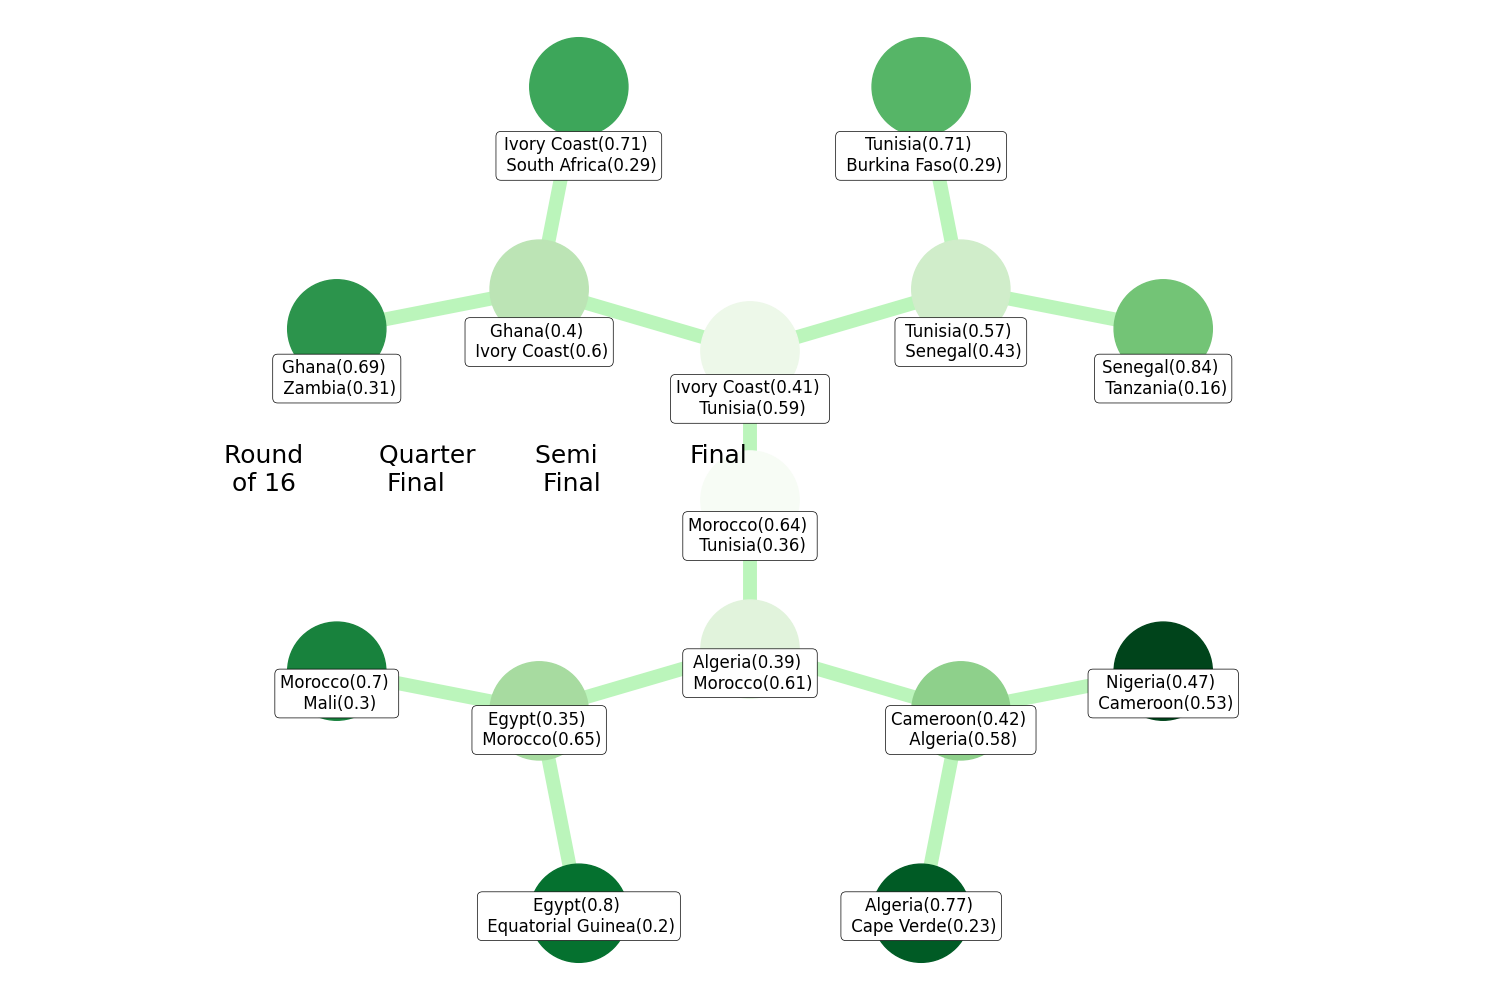 Ivory Coast(0.71)
South Africa(0.29)
Tunisia(0.71)
Burkina Faso(0.29)
Ghana(0.4)
Ivory Coast(0.6)
Tunisia(0.57)
Senegal(0.43)
Ghana(0.69)
Zambia(0.31)
Senegal(0.84)
Tanzania(0.16)
Ivory Coast(0.41)
Tunisia(0.59)
Round
of 16
Quarter
Final
Semi
Final
Final
Morocco(0.64)
Tunisia(0.36)
Algeria(0.39)
Morocco(0.61)
Morocco(0.7)
Mali(0.3)
Nigeria(0.47)
Cameroon(0.53)
Egypt(0.35)
Morocco(0.65)
Cameroon(0.42)
Algeria(0.58)
Egypt(0.8)
Equatorial Guinea(0.2)
Algeria(0.77)
Cape Verde(0.23)